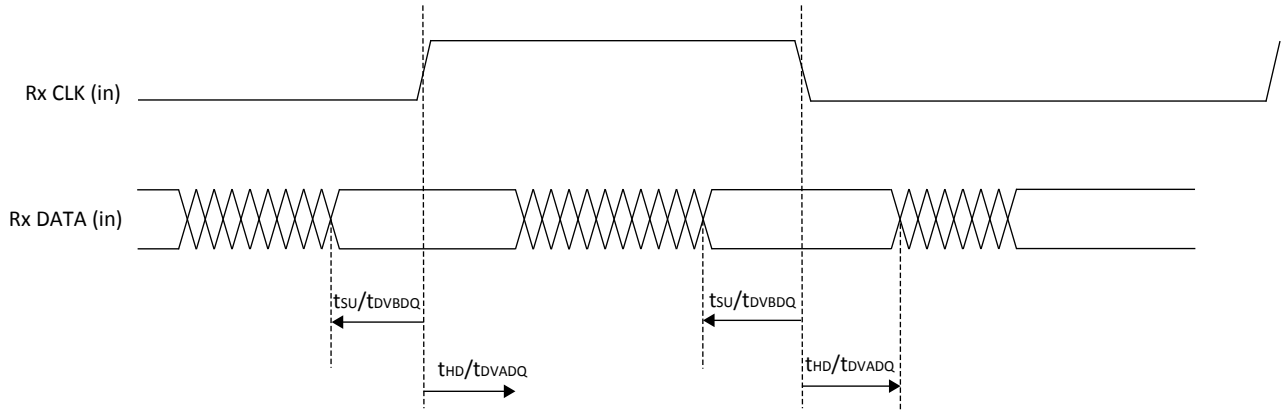 Rx CLK (in)
Rx DATA (in)
tSU/tDVBDQ
tSU/tDVBDQ
tHD/tDVADQ
tHD/tDVADQ